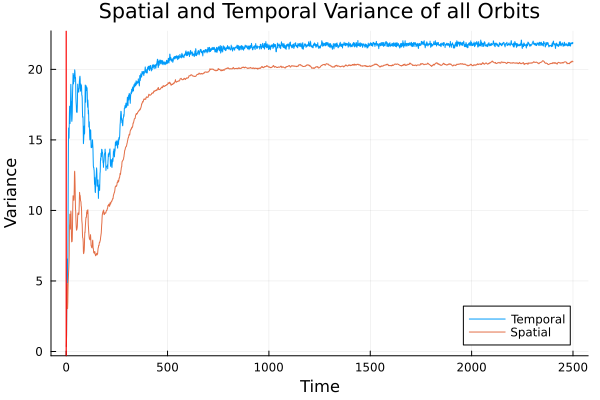 Spatial and Temporal Variance of all Orbits
Variance
20
15
10
5
0
0 500 1000 1500 2000 2500
Time
Temporal
Spatial